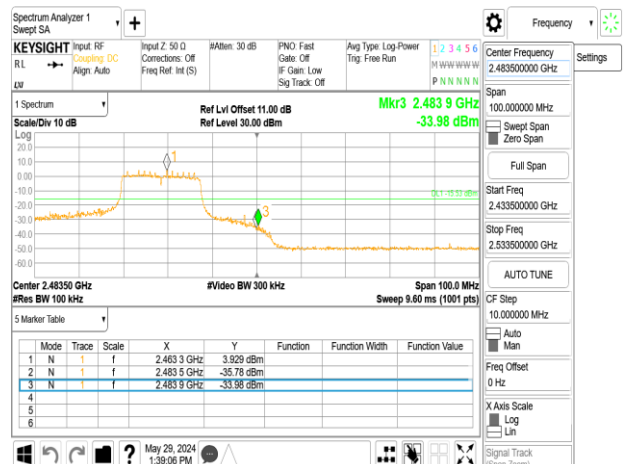 Spectrum Analyzer 1
Swept SA
+
Frequency
KEYSIGHT
Input: RF
Input Z: 50 Ω
#Atten: 30 dB
PNO: Fast
Avg Type: Log-Power
1 2 3 4 5 6
RL
Coupling: DC
Corrections: Off
Gate: Off
Trig: Free Run
M W W W W W
Align: Auto
Freq Ref: Int (S)
IF Gain: Low
Sig Track: Off
P N N N N N
LXI
1 Spectrum
Ref Lvl Offset 11.00 dB
Mkr3 2.483 9 GHz
Scale/Div 10 dB
Ref Level 30.00 dBm
-33.98 dBm
Log
20.0
10.0
0.00
-10.0
-20.0
-30.0
-40.0
-50.0
-60.0
1
3
Center 2.48350 GHz
#Video BW 300 kHz
Span 100.0 MHz
#Res BW 100 kHz
Sweep 9.60 ms (1001 pts)
5 Marker Table
Mode Trace Scale X Y Function Function Width Function Value
1 N 1 f 2.463 3 GHz 3.929 dBm
2 N 1 f 2.483 5 GHz -35.78 dBm
3 N 1 f 2.483 9 GHz -33.98 dBm
4
5
6
?
May 29, 2024
1:39:06 PM
Center Frequency
2.483500000 GHz
Settings
Span
100.000000 MHz
Swept Span
Zero Span
Full Span
Start Freq
2.433500000 GHz
Stop Freq
2.533500000 GHz
AUTO TUNE
CF Step
10.000000 MHz
Auto
Man
Freq Offset
0 Hz
X Axis Scale
Log
Lin
Signal Track